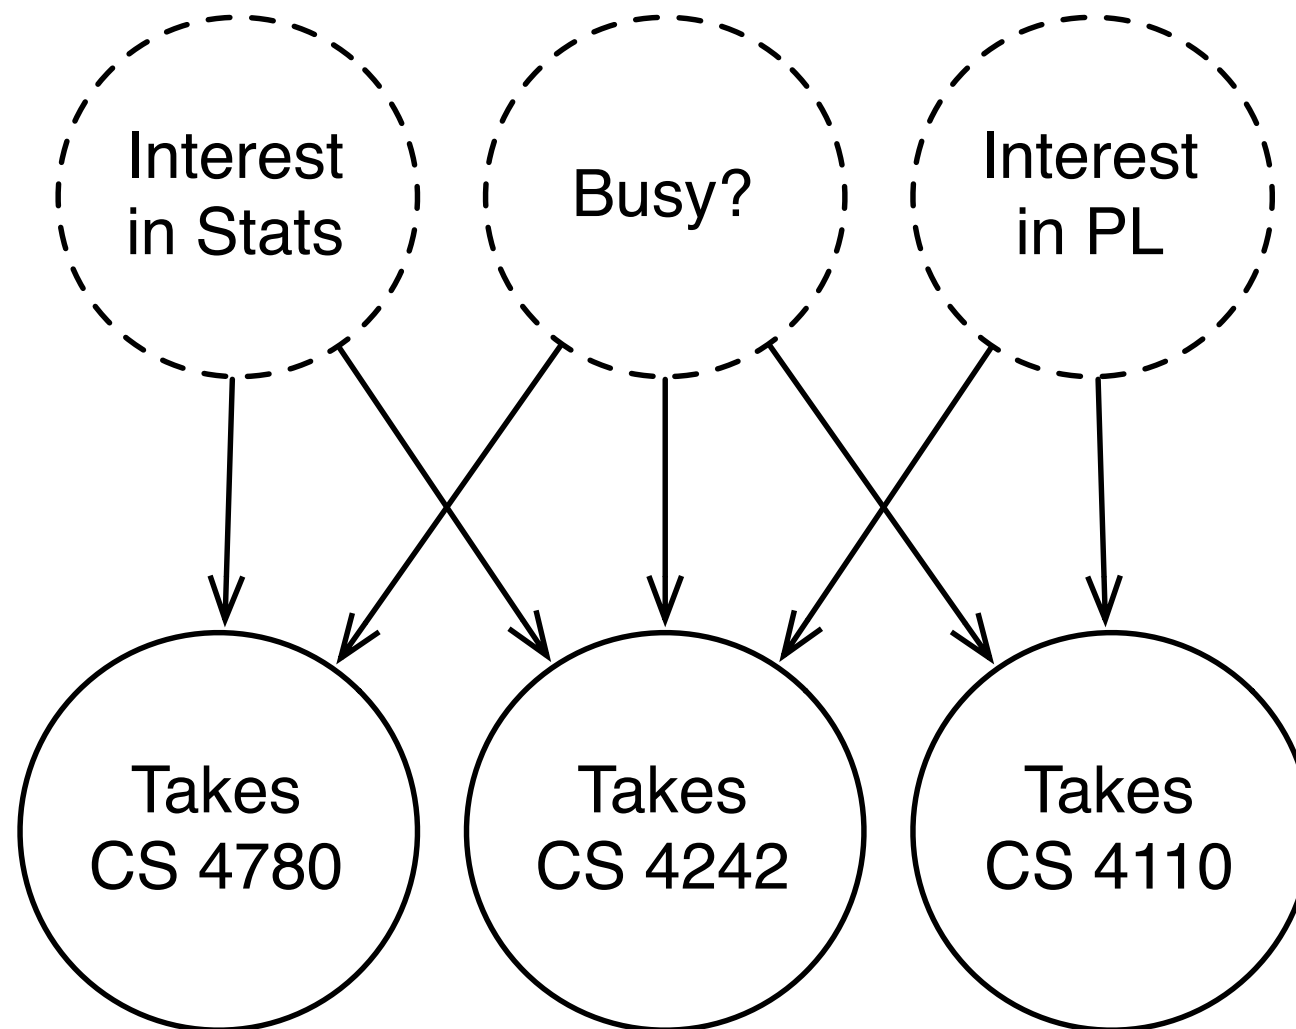 Interest
in Stats
Busy?
Interest
in PL
Takes
CS 4780
Takes
CS 4242
Takes
CS 4110